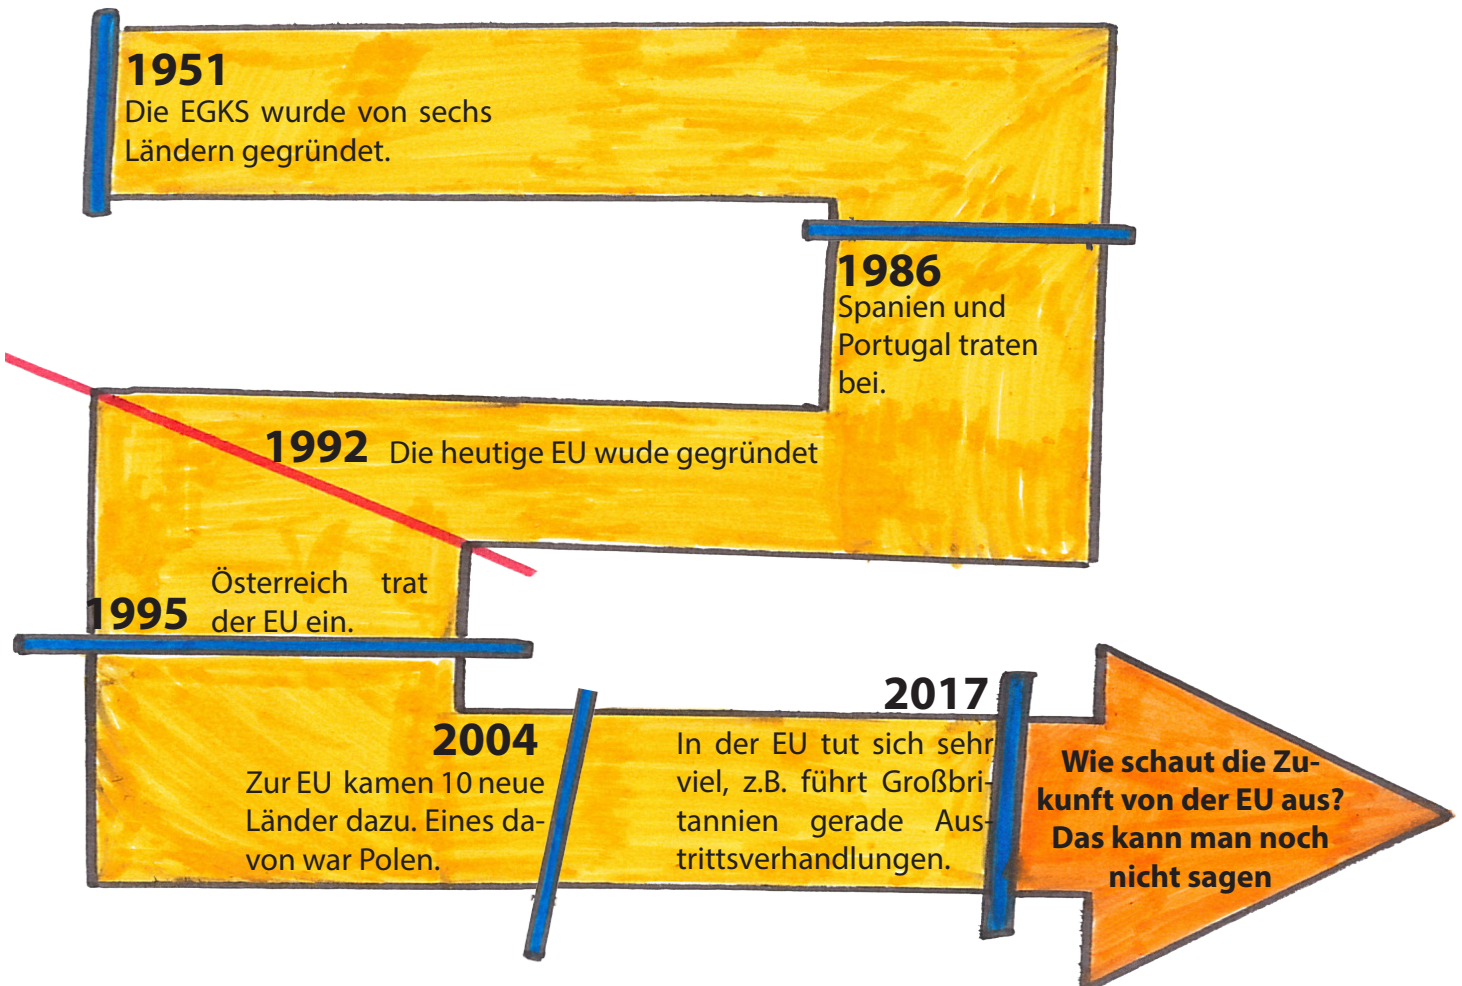 1951
Die EGKS wurde von sechs
Ländern gegründet.
1986
Spanien und
Portugal traten
bei.
1992 Die heutige EU wude gegründet
1995
Österreich trat
der EU ein.
2004
Zur EU kamen 10 neue
Länder dazu. Eines da-
von war Polen.
2017
In der EU tut sich sehr
viel, z.B. führt Großbri-
tannien gerade Aus-
trittsverhandlungen.
Wie schaut die Zu-
kunft von der EU aus?
Das kann man noch
nicht sagen